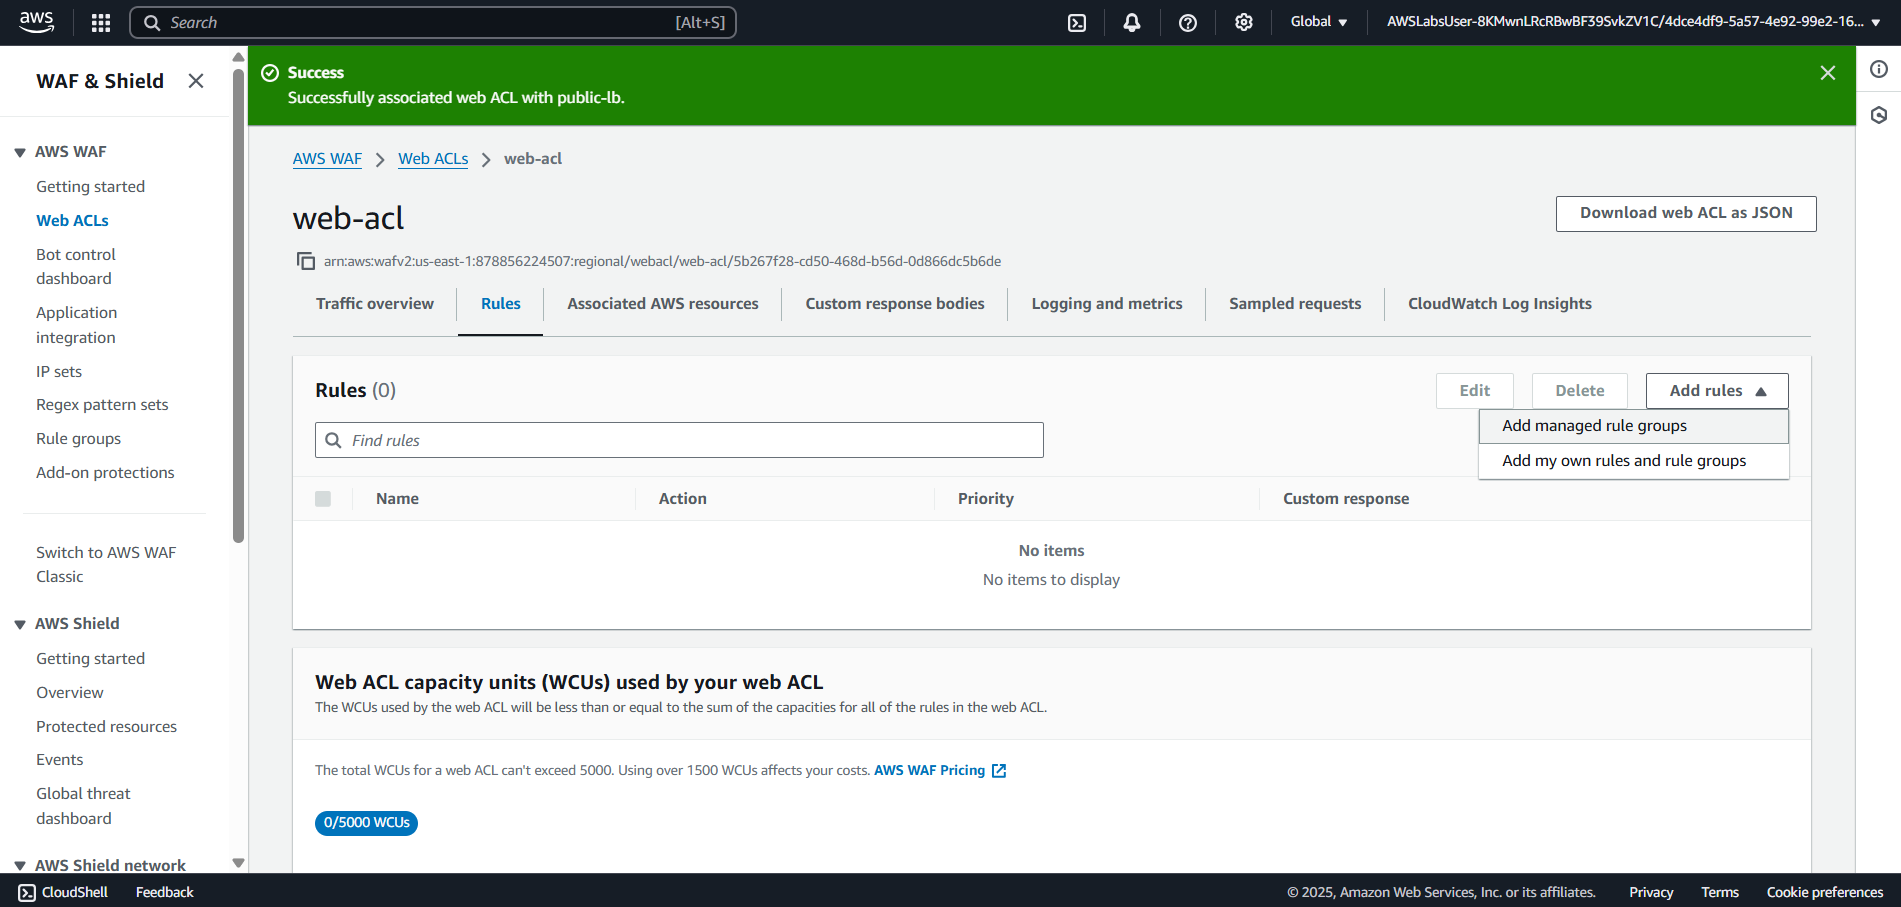 aws
Search
[Alt+S]
Global
AWSLabsUser-8KMwnLRcRBwBF39SvkZV1C/4dce4df9-5a57-4e92-99e2-16...
WAF & Shield
AWS WAF
Getting started
Web ACLs
Bot control
dashboard
Application
integration
IP sets
Regex pattern sets
Rule groups
Add-on protections
Switch to AWS WAF
Classic
AWS Shield
Getting started
Overview
Protected resources
Events
Global threat
dashboard
AWS Shield network
Success
Successfully associated web ACL with public-lb.
AWS WAF
Web ACLs
web-acl
web-acl
Download web ACL as JSON
arn:aws:wafv2:us-east-1:878856224507:regional/webacl/web-acl/5b267f28-cd50-468d-b56d-0d866dc5b6de
Traffic overview
Rules
Associated AWS resources
Custom response bodies
Logging and metrics
Sampled requests
CloudWatch Log Insights
Rules (0)
Edit
Delete
Add rules
Add managed rule groups
Add my own rules and rule groups
Find rules
Name
Action
Priority
Custom response
No items
No items to display
Web ACL capacity units (WCUs) used by your web ACL
The WCUs used by the web ACL will be less than or equal to the sum of the capacities for all of the rules in the web ACL.
The total WCUs for a web ACL can't exceed 5000. Using over 1500 WCUs affects your costs. AWS WAF Pricing
0/5000 WCUs
CloudShell
Feedback
© 2025, Amazon Web Services, Inc. or its affiliates.
Privacy
Terms
Cookie preferences